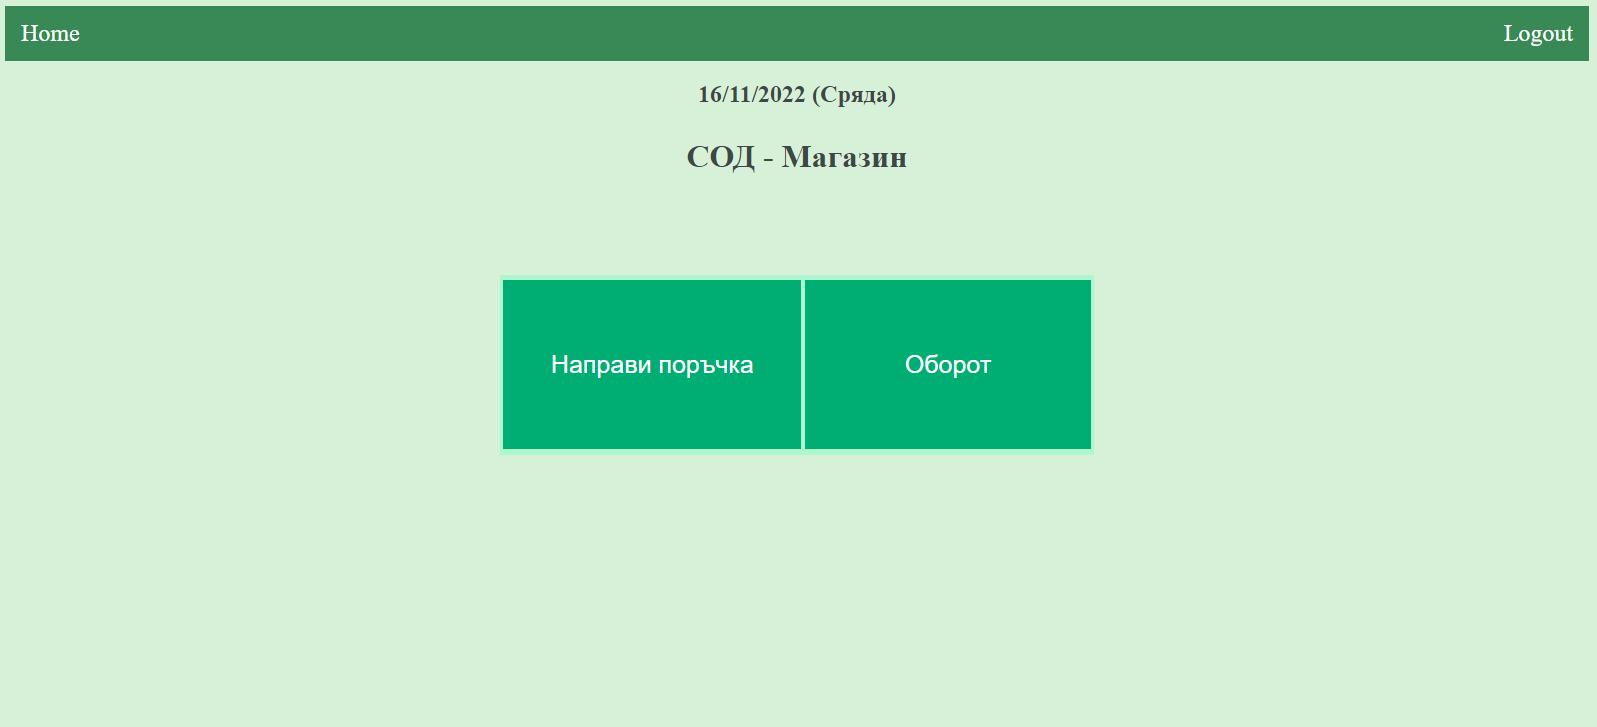 Home Logout
16/11/2022 (Сряда)
СОД - Магазин
Направи поръчка Оборот